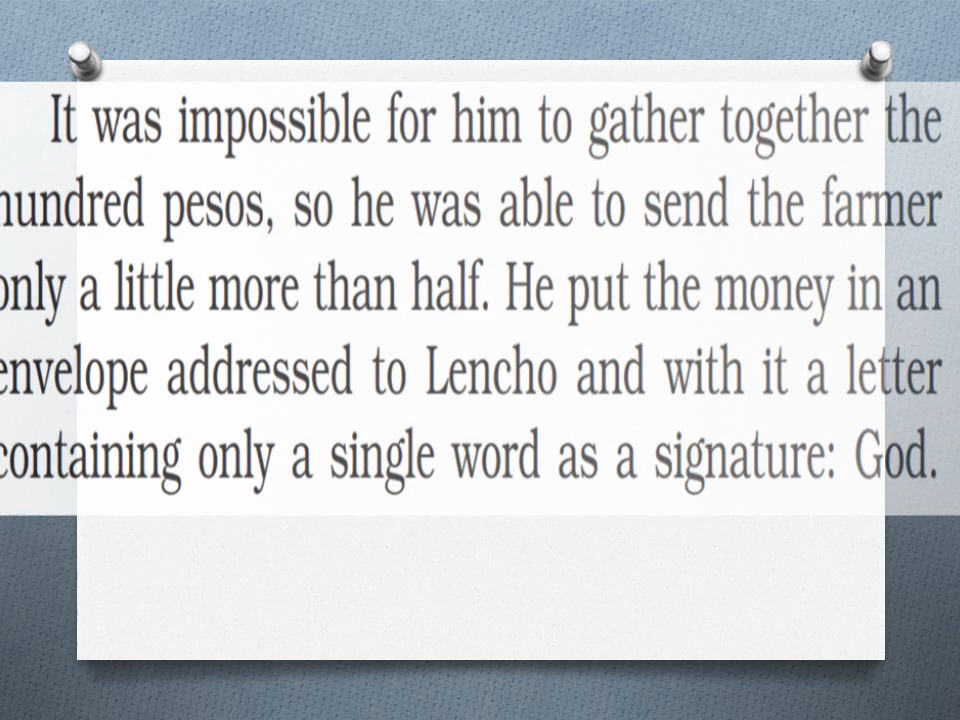 It was impossible for him to gather together the
hundred pesos, so he was able to send the farmer
only a little more than half. He put the money in an
envelope addressed to Lencho and with it a letter
containing only a single word as a signature: God.